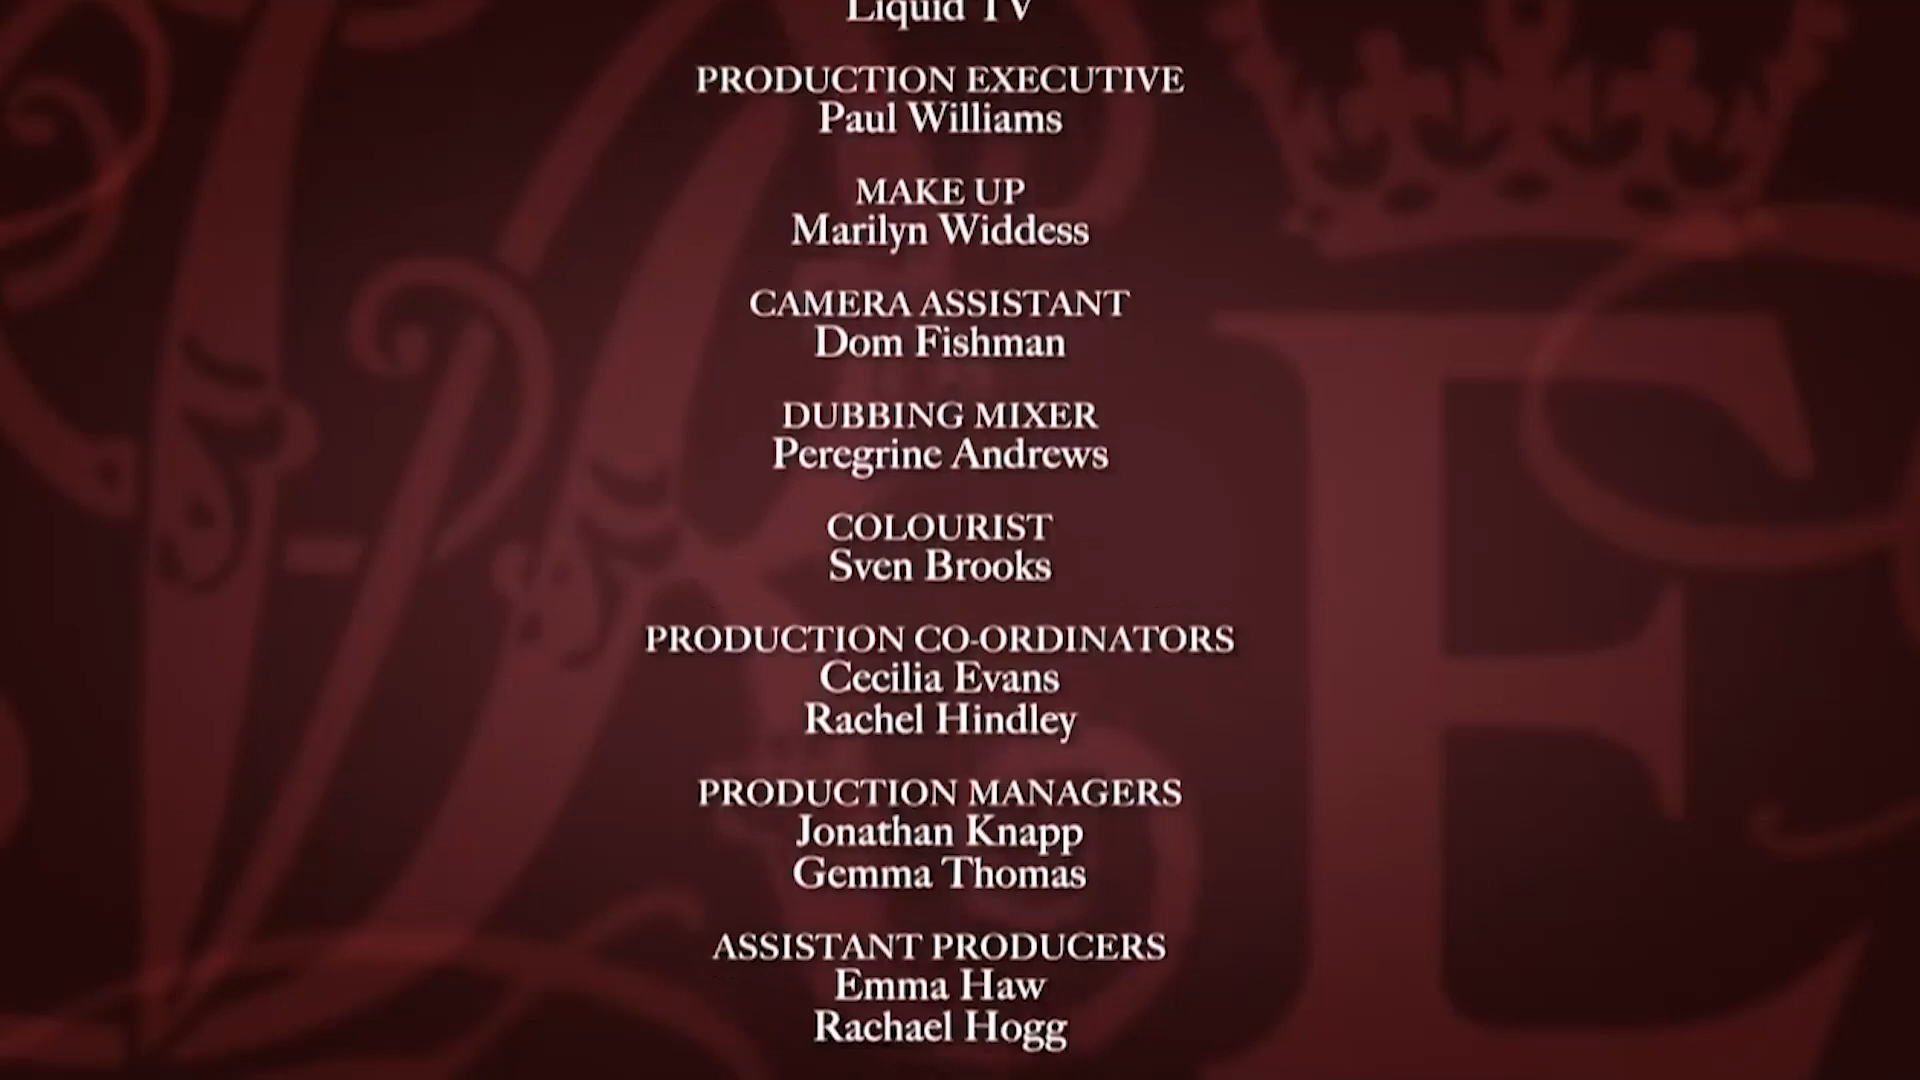 Liquid TV
PRODUCTION EXECUTIVE
Paul Williams
MAKE UP
Marilyn Widdess
CAMERA ASSISTANT
Dom Fishman
DUBBING MIXER
Peregrine Andrews
COLOURIST
Sven Brooks
PRODUCTION CO-ORDINATORS
Cecilia Evans
Rachel Hindley
PRODUCTION MANAGERS
Jonathan Knapp
Gemma Thomas
ASSISTANT PRODUCERS
Emma Haw
Rachael Hogg